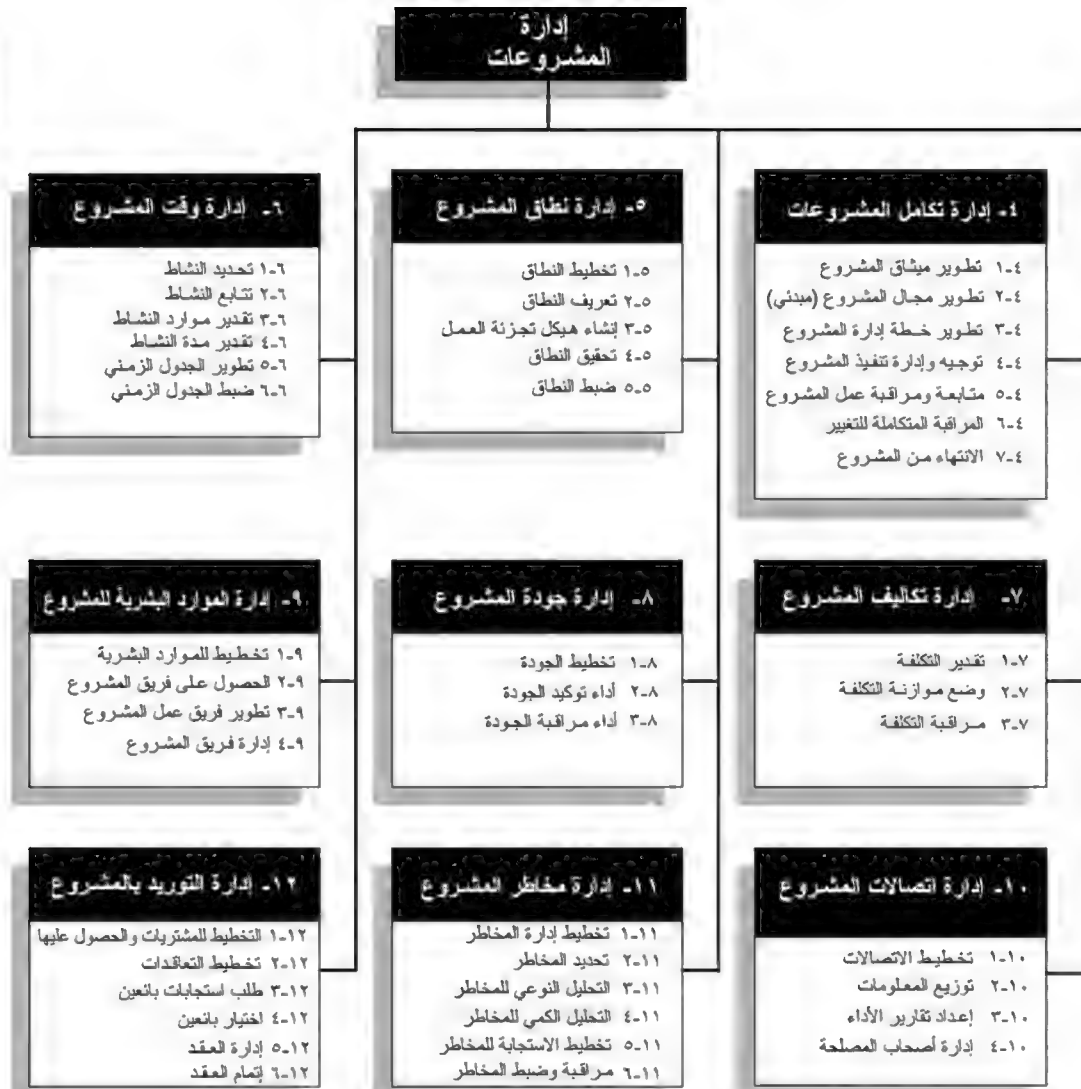 إدارة
المشروعات
٤- إدارة تكامل المشروعات
٤-١ تطوير ميثاق المشروع
٤-٢ تطوير مجال المشروع (مبدئي)
٤-٣ تطوير خطة إدارة المشروع
٤-٤ توجيه وإدارة تنفيذ المشروع
٤-٥ متابعة ومراقبة عمل المشروع
٤-٦ المراقبة المتكاملة للتغيير
٤-٧ الانتهاء من المشروع
٥- إدارة نطاق المشروع
٥-١ تخطيط النطاق
٥-٢ تعريف النطاق
٥-٣ إنشاء هيكل تجزئة العمل
٥-٤ تحقيق النطاق
٥-٥ ضبط النطاق
٦- إدارة وقت المشروع
٦-١ تحديد النشاط
٦-٢ تتابع النشاط
٦-٣ تقدير موارد النشاط
٦-٤ تقدير مدة النشاط
٦-٥ تطوير الجدول الزمني
٦-٦ ضبط الجدول الزمني
٧- إدارة تكاليف المشروع
٧-١ تقدير التكلفة
٧-٢ وضع موازنة التكلفة
٧-٣ مراقبة التكلفة
٨- إدارة جودة المشروع
٨-١ تخطيط الجودة
٨-٢ أداء توكيد الجودة
٨-٣ أداء مراقبة الجودة
٩- إدارة الموارد البشرية للمشروع
٩-١ تخطيط للموارد البشرية
٩-٢ الحصول على فريق المشروع
٩-٣ تطوير فريق عمل المشروع
٩-٤ إدارة فريق المشروع
١٠- إدارة اتصالات المشروع
١٠-١ تخطيط الاتصالات
١٠-٢ توزيع المعلومات
١٠-٣ إعداد تقارير الأداء
١٠-٤ إدارة أصحاب المصلحة
١١- إدارة مخاطر المشروع
١١-١ تخطيط إدارة المخاطر
١١-٢ تحديد المخاطر
١١-٣ التحليل النوعي للمخاطر
١١-٤ التحليل الكمي للمخاطر
١١-٥ تخطيط الاستجابة للمخاطر
١١-٦ مراقبة وضبط المخاطر
١٢- إدارة التوريد بالمشروع
١٢-١ التخطيط للمشتريات والحصول عليها
١٢-٢ تخطيط التعاقدات
١٢-٣ طلب استجابات بائعين
١٢-٤ اختيار بائعين
١٢-٥ إدارة العقد
١٢-٦ إتمام العقد